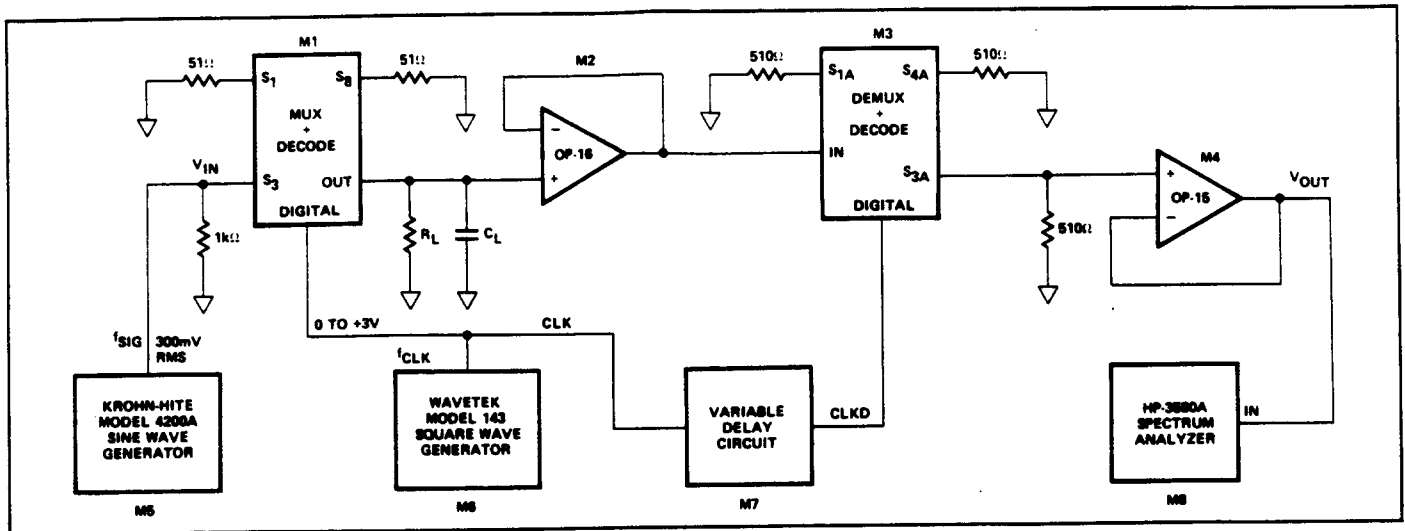 M1
51Ω
S1
S8
51Ω
MUX
+
DECODE
VIN
S3
OUT
DIGITAL
1kΩ
RL
CL
M2
−
OP-16
+
510Ω
M3
S1A
S4A
510Ω
DEMUX
+
DECODE
IN
S3A
DIGITAL
510Ω
M4
+
OP-15
−
VOUT
fSIG
300mV
RMS
0 TO +3V
CLK
fCLK
KROHN-HITE
MODEL 4200A
SINE WAVE
GENERATOR
M5
WAVETEK
MODEL 143
SQUARE WAVE
GENERATOR
M6
VARIABLE
DELAY
CIRCUIT
M7
CLKD
HP-3580A
SPECTRUM
ANALYZER
IN
M8